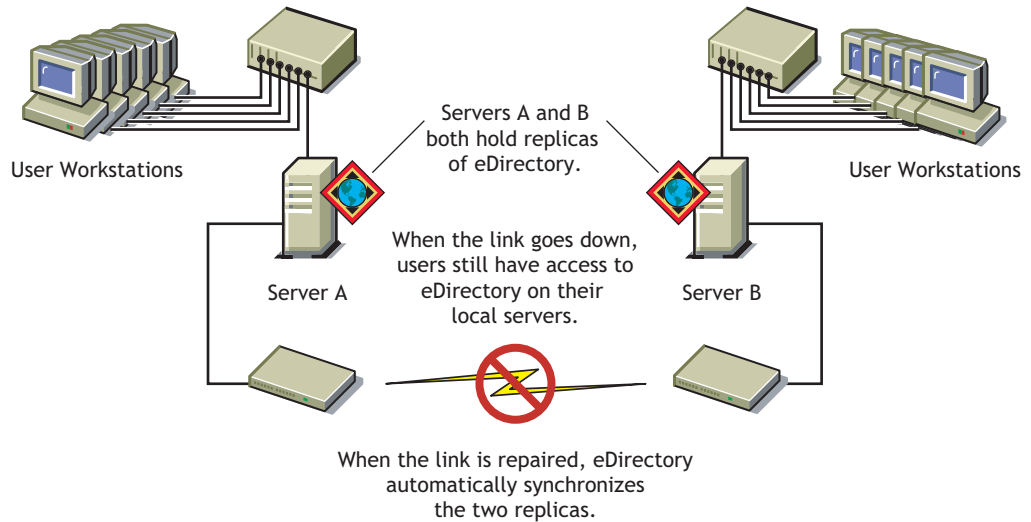 Servers A and B
both hold replicas
of eDirectory.
User Workstations
User Workstations
When the link goes down,
users still have access to
eDirectory on their
local servers.
Server A
Server B
When the link is repaired, eDirectory
automatically synchronizes
the two replicas.